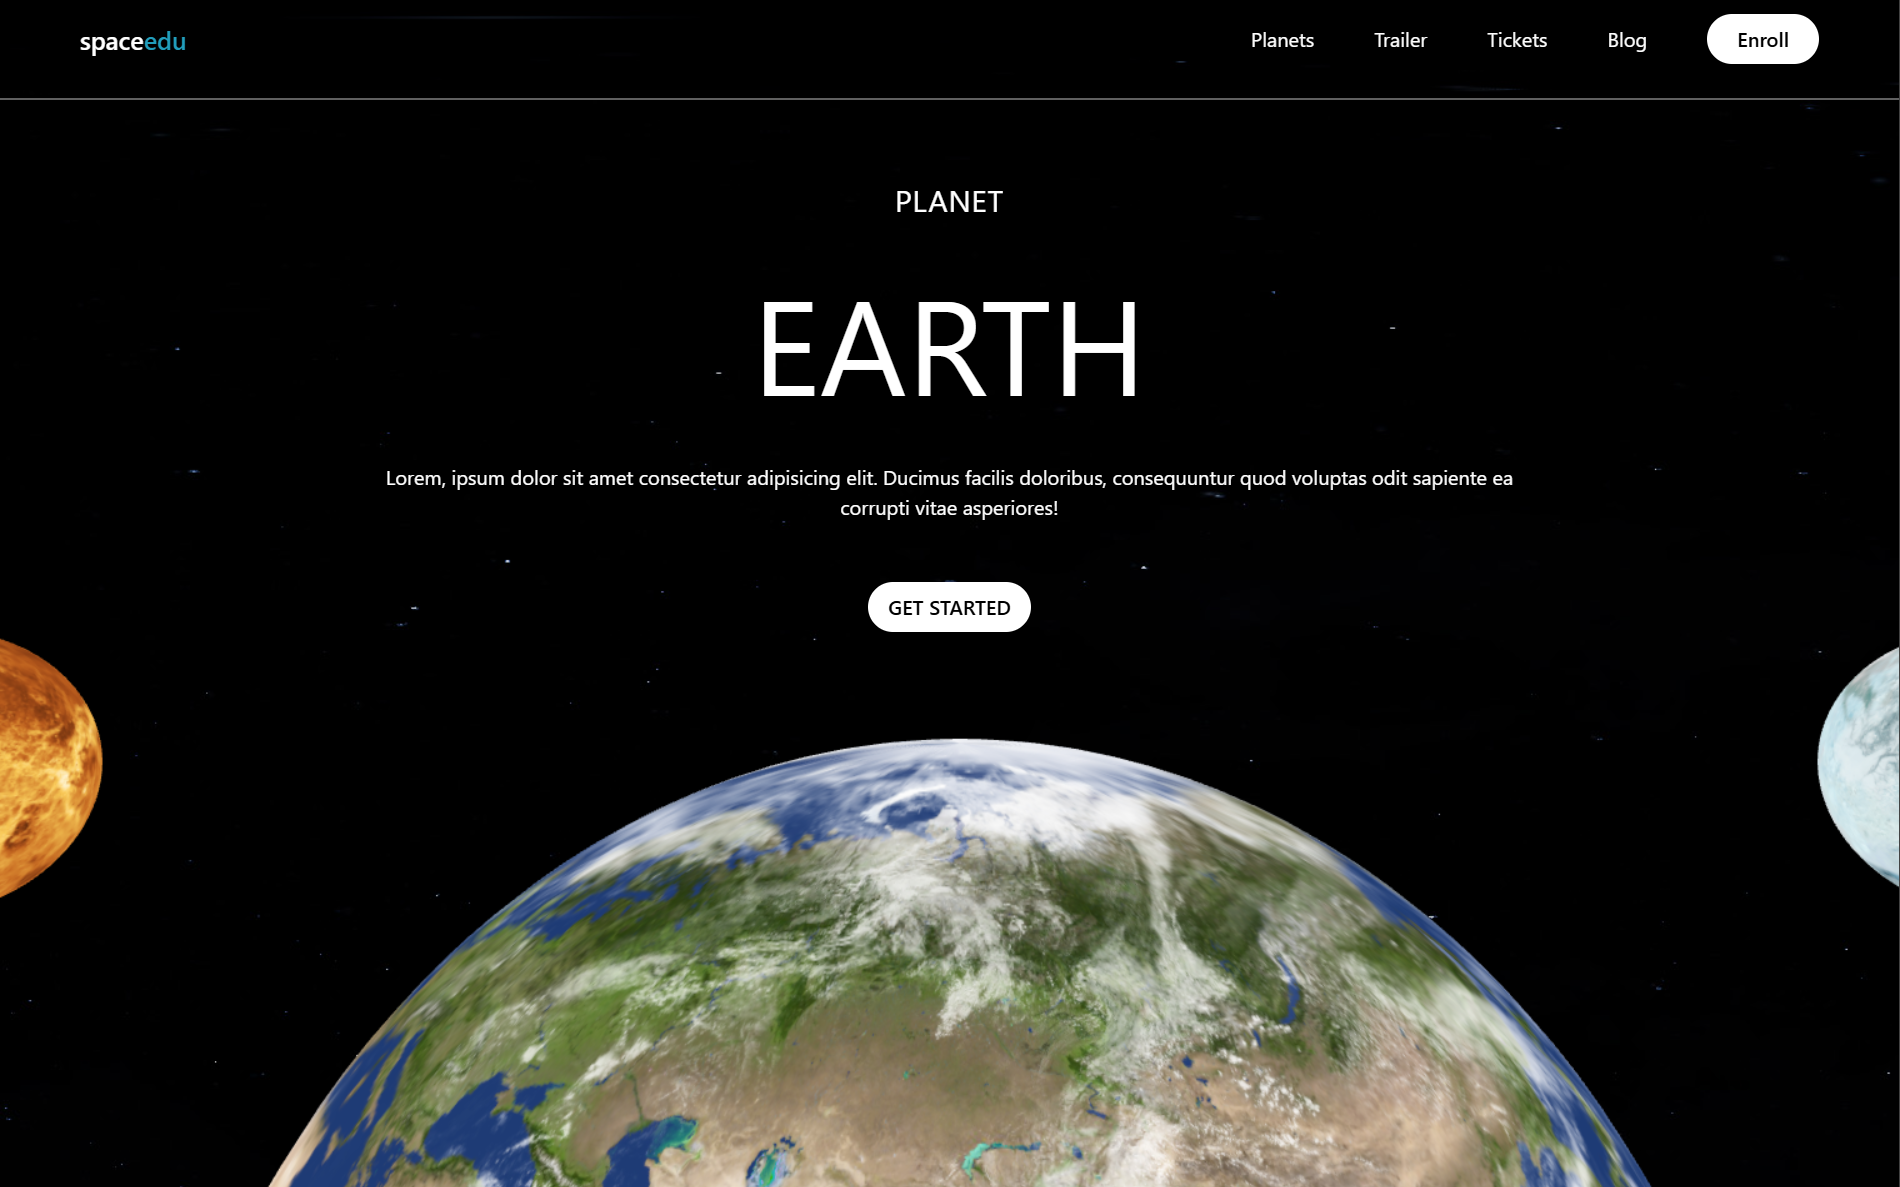 spaceedu
Planets
Trailer
Tickets
Blog
Enroll
PLANET
EARTH
Lorem, ipsum dolor sit amet consectetur adipisicing elit. Ducimus facilis doloribus, consequuntur quod voluptas odit sapiente ea
corrupti vitae asperiores!
GET STARTED